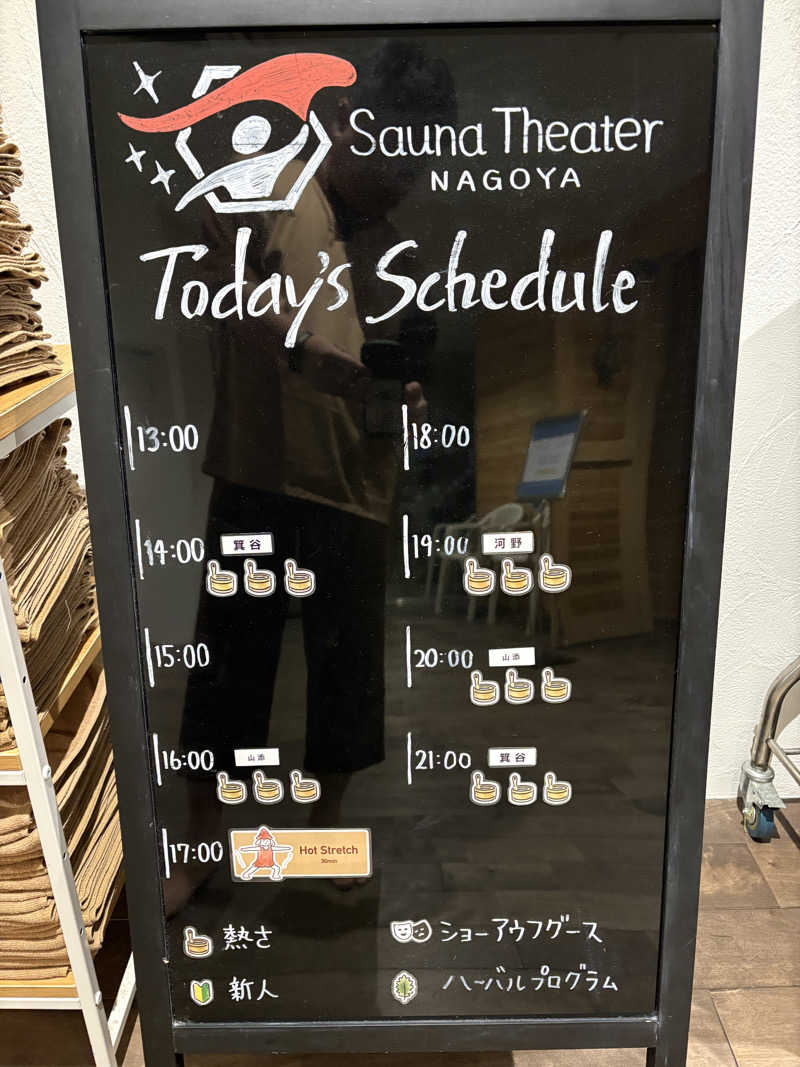 Sauna Theater
NAGOYA
Today's Schedule
13:00
14:00 箕谷
15:00
16:00 山添
17:00 Hot Stretch
30min
18:00
19:00 河野
20:00 山添
21:00 箕谷
熱さ
新人
ショーアウフグース
ハーバルプログラム